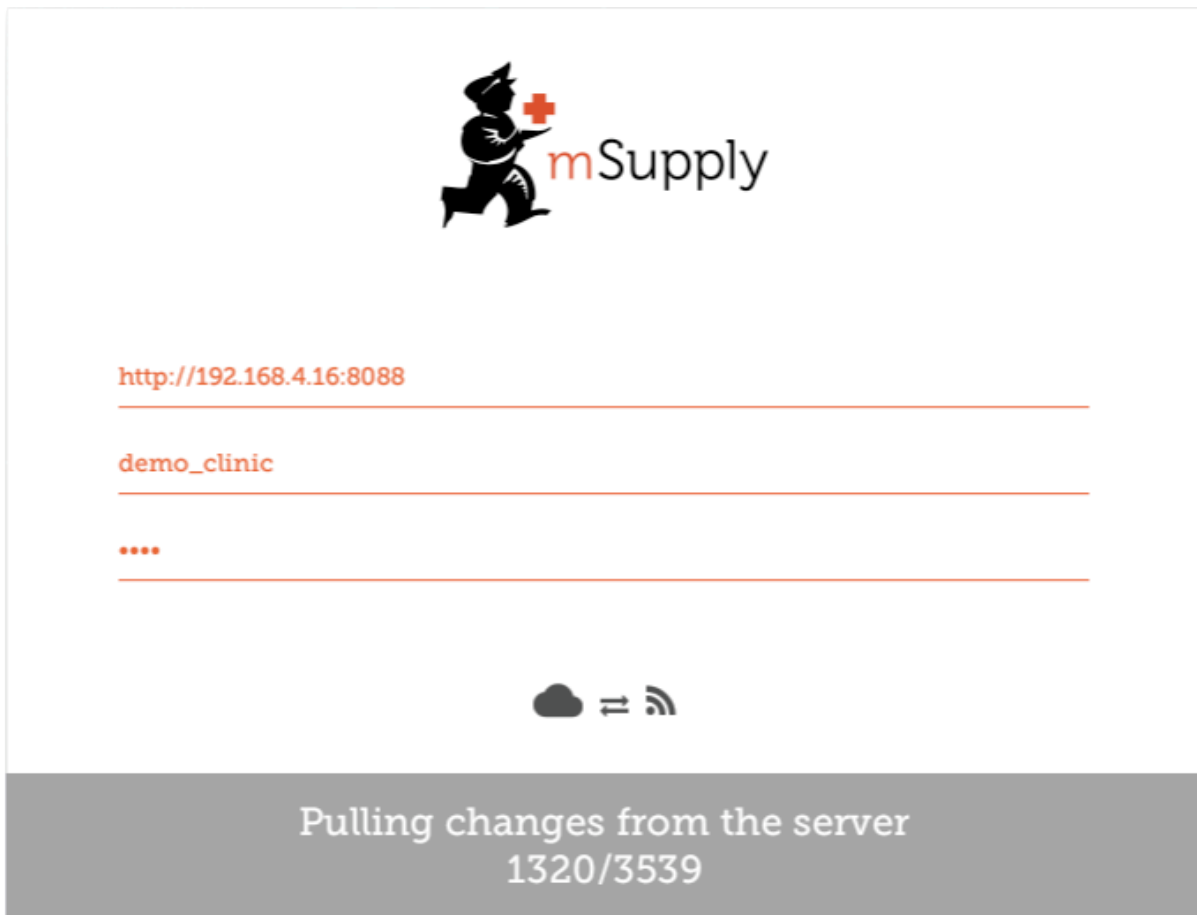 mSupply
http://192.168.4.16:8088
demo_clinic
••••
Pulling changes from the server
1320/3539